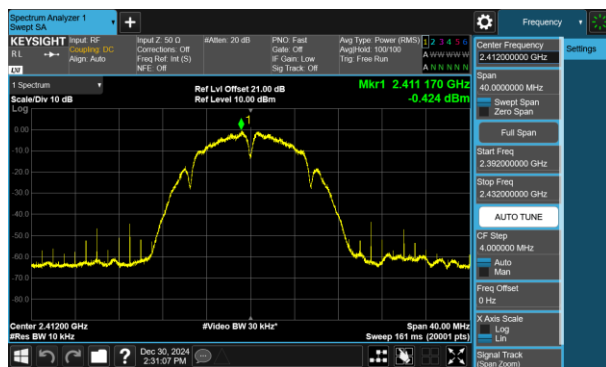 Spectrum Analyzer 1
Swept SA
+
Frequency
KEYSIGHT
RL
LW
Input: RF
Coupling: DC
Align: Auto
Input Z: 50 Ω
Corrections: Off
Freq Ref: Int (S)
NFE: Off
#Atten: 20 dB
PNO: Fast
Gate: Off
IF Gain: Low
Sig Track: Off
Avg Type: Power (RMS)
Avg|Hold: 100/100
Trig: Free Run
1 2 3 4 5 6
A W W W W W
A N N N N N
1 Spectrum
Scale/Div 10 dB
Ref Lvl Offset 21.00 dB
Ref Level 10.00 dBm
Mkr1 2.411 170 GHz
-0.424 dBm
Log
1
0.00
-10.0
-20.0
-30.0
-40.0
-50.0
-60.0
-70.0
-80.0
Center 2.41200 GHz
#Res BW 10 kHz
#Video BW 30 kHz*
Span 40.00 MHz
Sweep 161 ms (20001 pts)
?
Dec 30, 2024
2:31:07 PM
Center Frequency
2.412000000 GHz
Settings
Span
40.0000000 MHz
Swept Span
Zero Span
Full Span
Start Freq
2.392000000 GHz
Stop Freq
2.432000000 GHz
AUTO TUNE
CF Step
4.000000 MHz
Auto
Man
Freq Offset
0 Hz
X Axis Scale
Log
Lin
Signal Track
(Span Zoom)